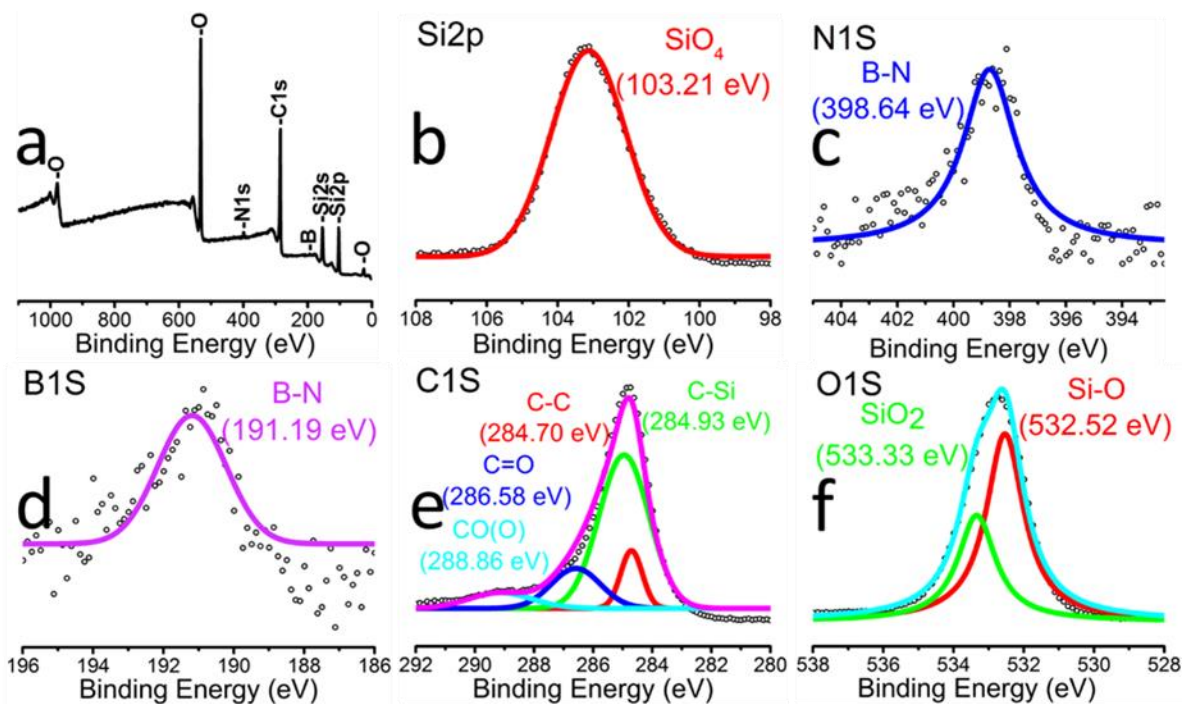 a
O
O
N1s
C1s
B
Si2s
Si2p
O
1000 800 600 400 200 0
Binding Energy (eV)
Si2p
SiO4
(103.21 eV)
b
108 106 104 102 100 98
Binding Energy (eV)
N1S
B-N
(398.64 eV)
c
404 402 400 398 396 394
Binding Energy (eV)
B1S
B-N
(191.19 eV)
d
196 194 192 190 188 186
Binding Energy (eV)
C1S
C-Si
(284.93 eV)
C-C
(284.70 eV)
C=O
(286.58 eV)
CO(O)
(288.86 eV)
e
292 290 288 286 284 282 280
Binding Energy (eV)
O1S
Si-O
(532.52 eV)
SiO2
(533.33 eV)
f
538 536 534 532 530 528
Binding Energy (eV)